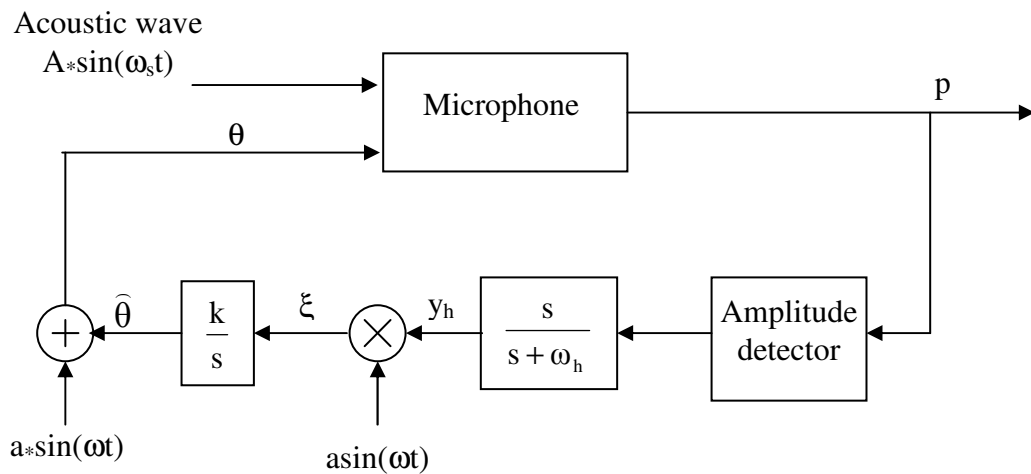 Acoustic wave
A*sin(ωₛt)
Microphone
p
θ
θ̂
k
s
ξ
yₕ
s
s + ωₕ
Amplitude
detector
+
×
a*sin(ωt)
asin(ωt)